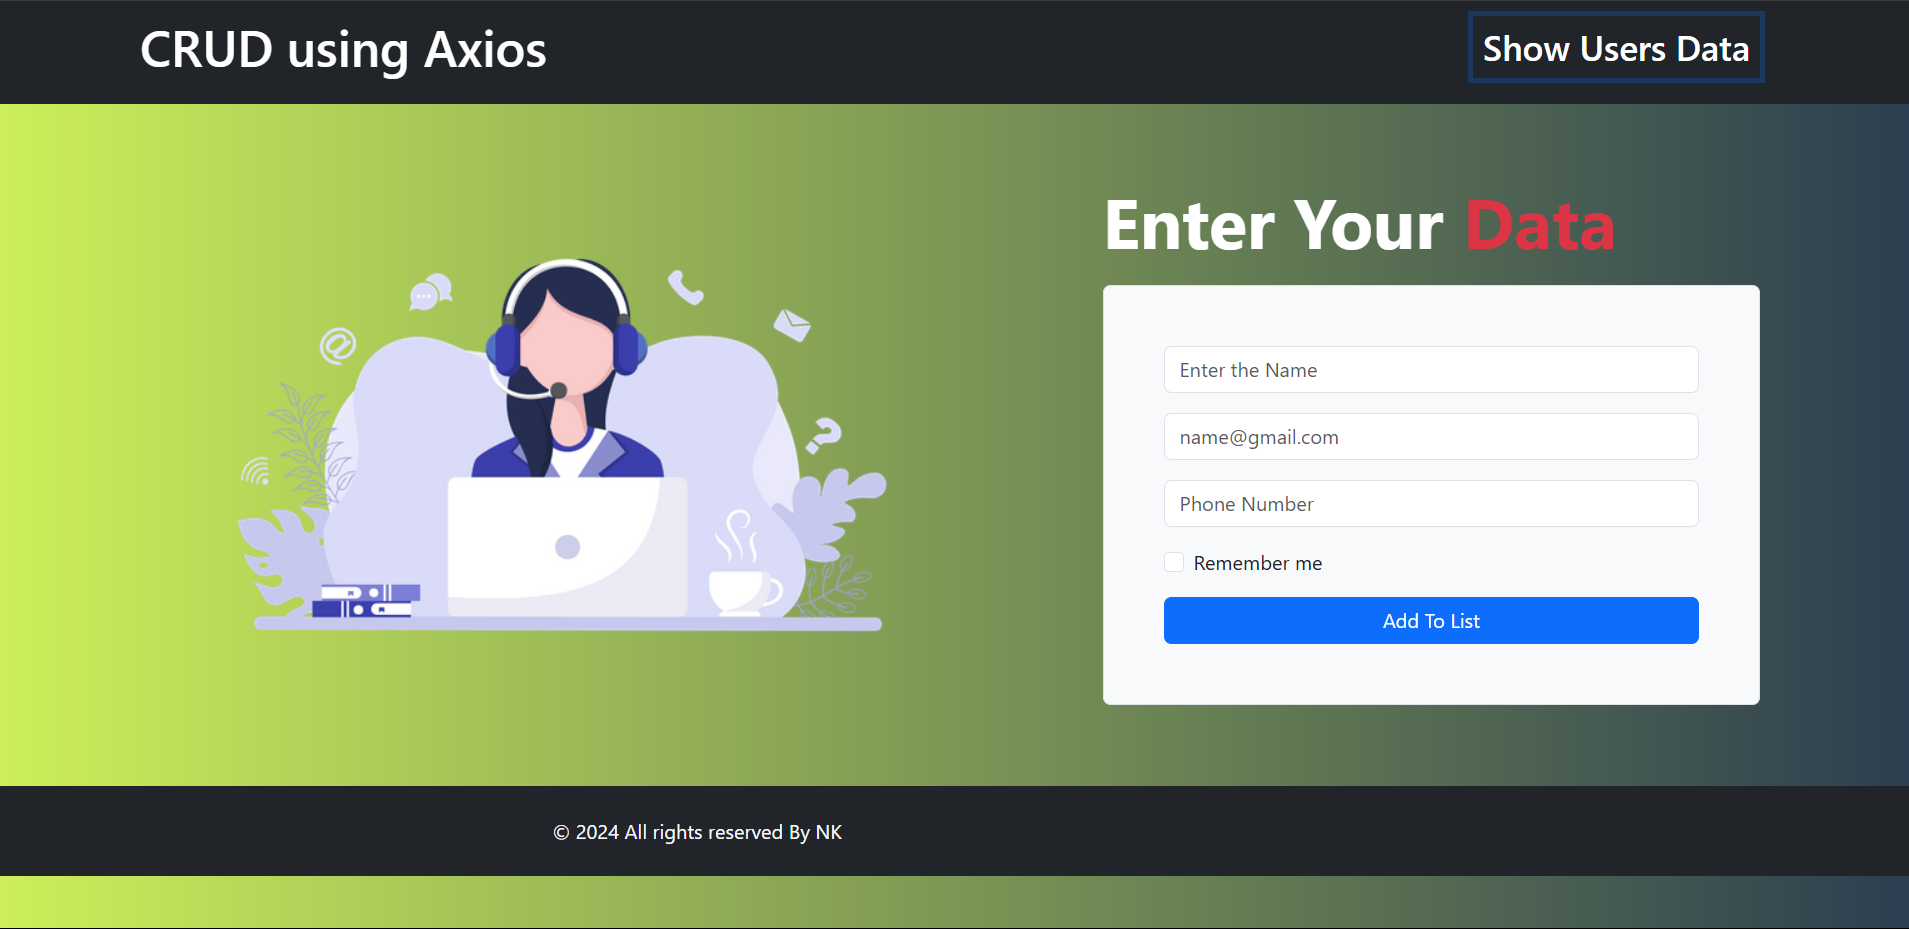 CRUD using Axios
Show Users Data
Enter Your Data
Enter the Name
name@gmail.com
Phone Number
Remember me
Add To List
© 2024 All rights reserved By NK